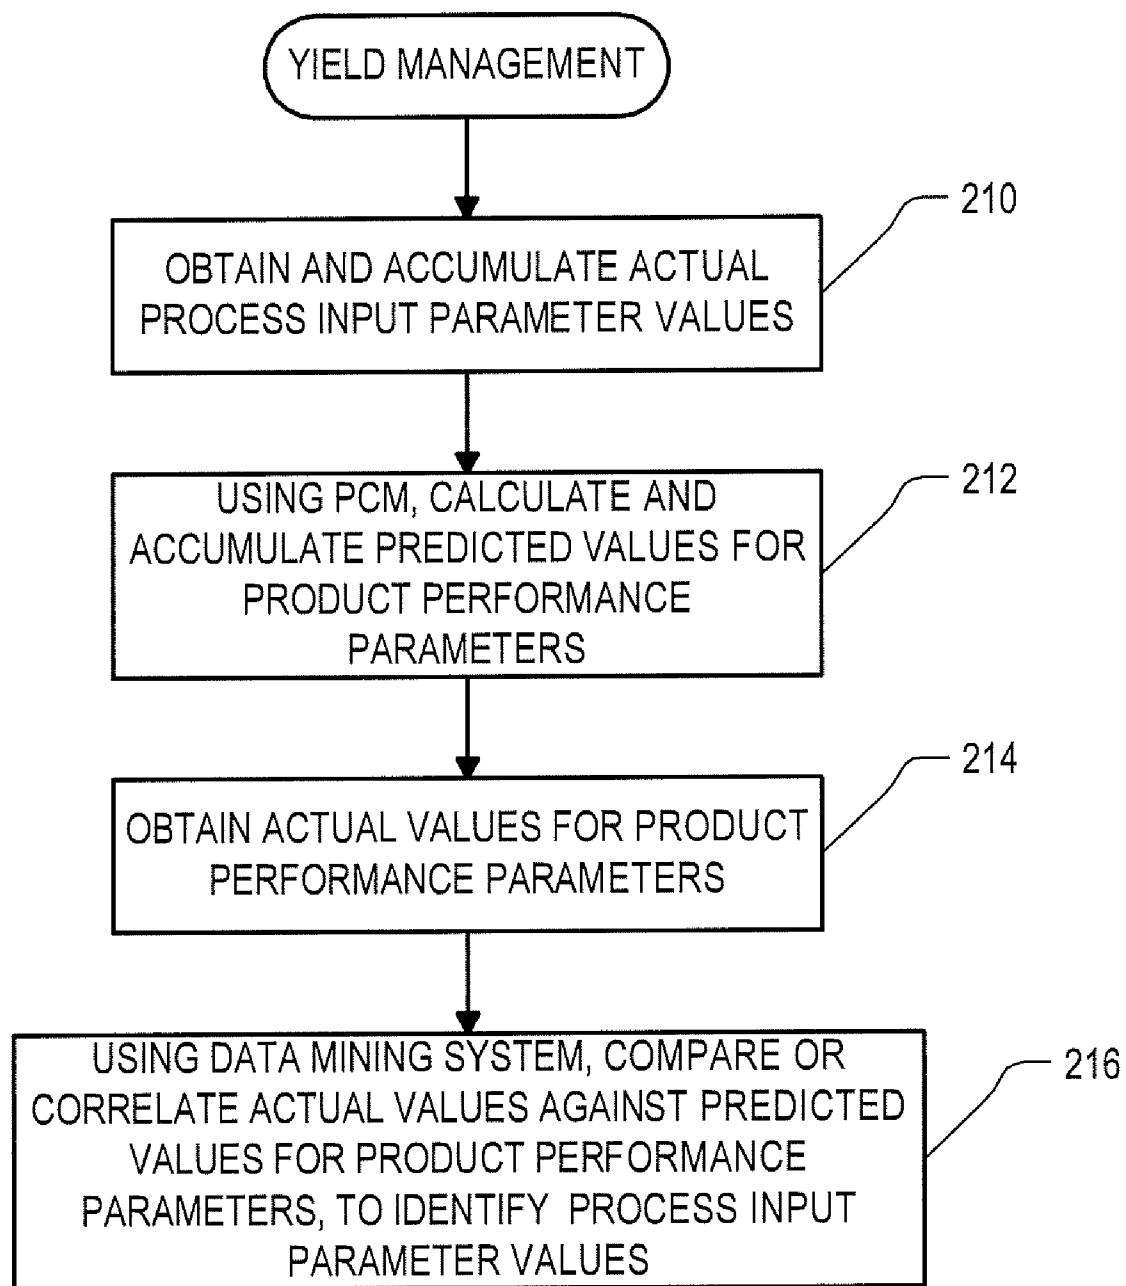 YIELD MANAGEMENT
210
OBTAIN AND ACCUMULATE ACTUAL
PROCESS INPUT PARAMETER VALUES
212
USING PCM, CALCULATE AND
ACCUMULATE PREDICTED VALUES FOR
PRODUCT PERFORMANCE
PARAMETERS
214
OBTAIN ACTUAL VALUES FOR PRODUCT
PERFORMANCE PARAMETERS
216
USING DATA MINING SYSTEM, COMPARE OR
CORRELATE ACTUAL VALUES AGAINST PREDICTED
VALUES FOR PRODUCT PERFORMANCE
PARAMETERS, TO IDENTIFY PROCESS INPUT
PARAMETER VALUES